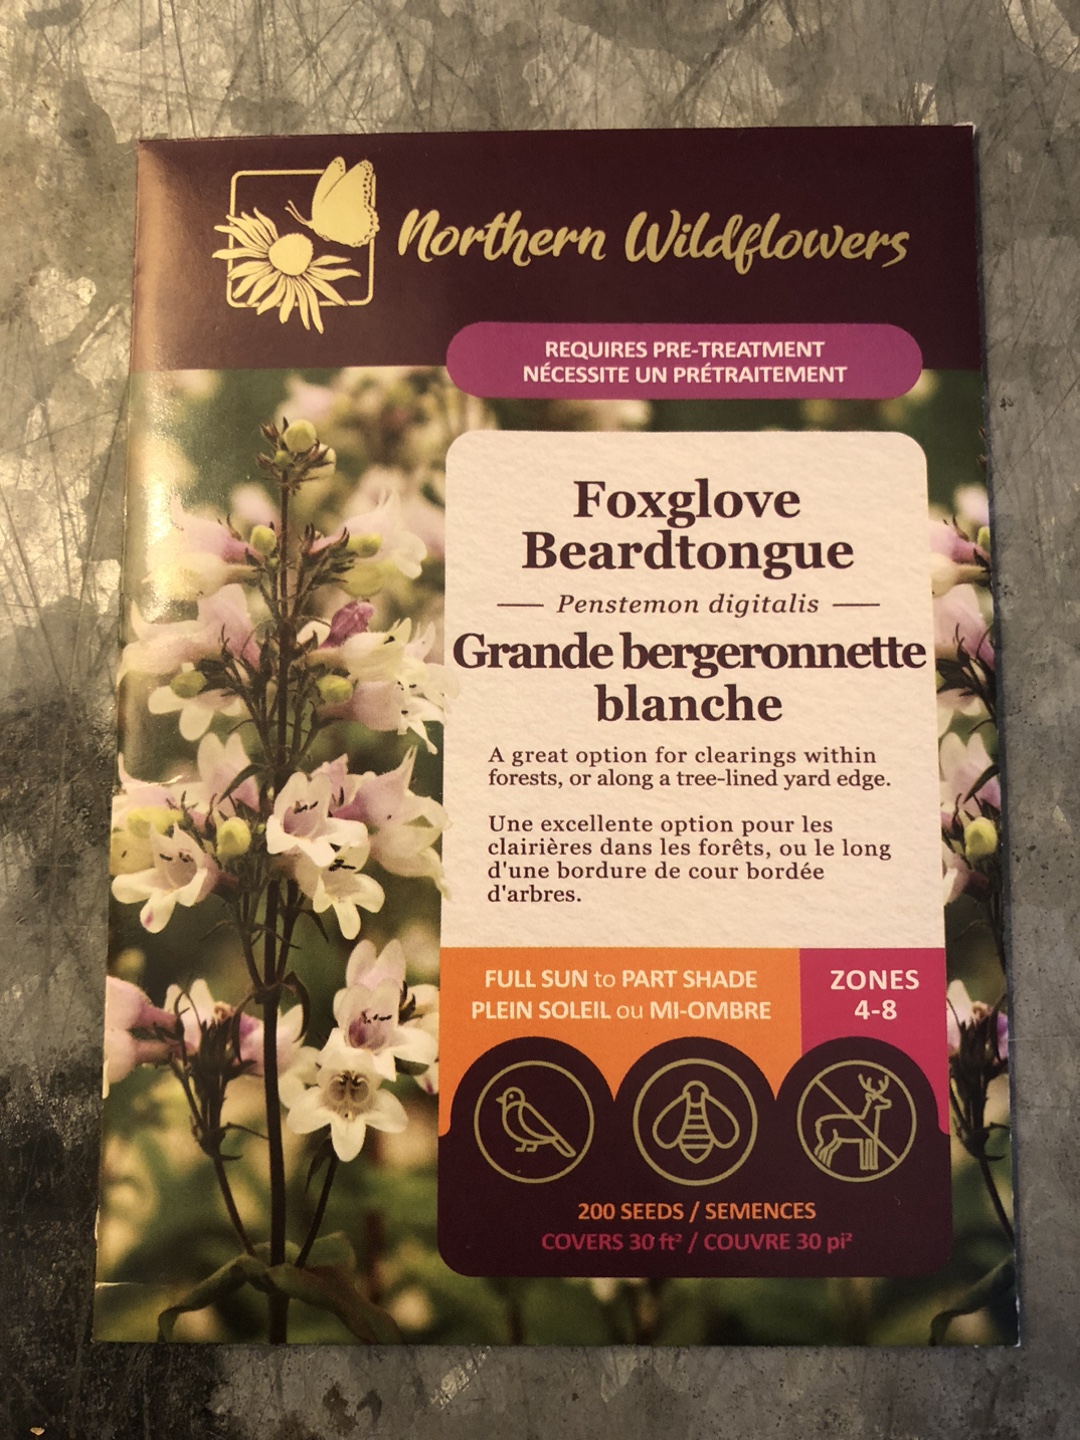 Northern Wildflowers
REQUIRES PRE-TREATMENT
NÉCESSITE UN PRÉTRAITEMENT
Foxglove
Beardtongue
Penstemon digitalis
Grande bergeronnette
blanche
A great option for clearings within
forests, or along a tree-lined yard edge.
Une excellente option pour les
clairières dans les forêts, ou le long
d'une bordure de cour bordée
d'arbres.
FULL SUN to PART SHADE
PLEIN SOLEIL ou MI-OMBRE
ZONES
4-8
200 SEEDS / SEMENCES
COVERS 30 ft² / COUVRE 30 pi²